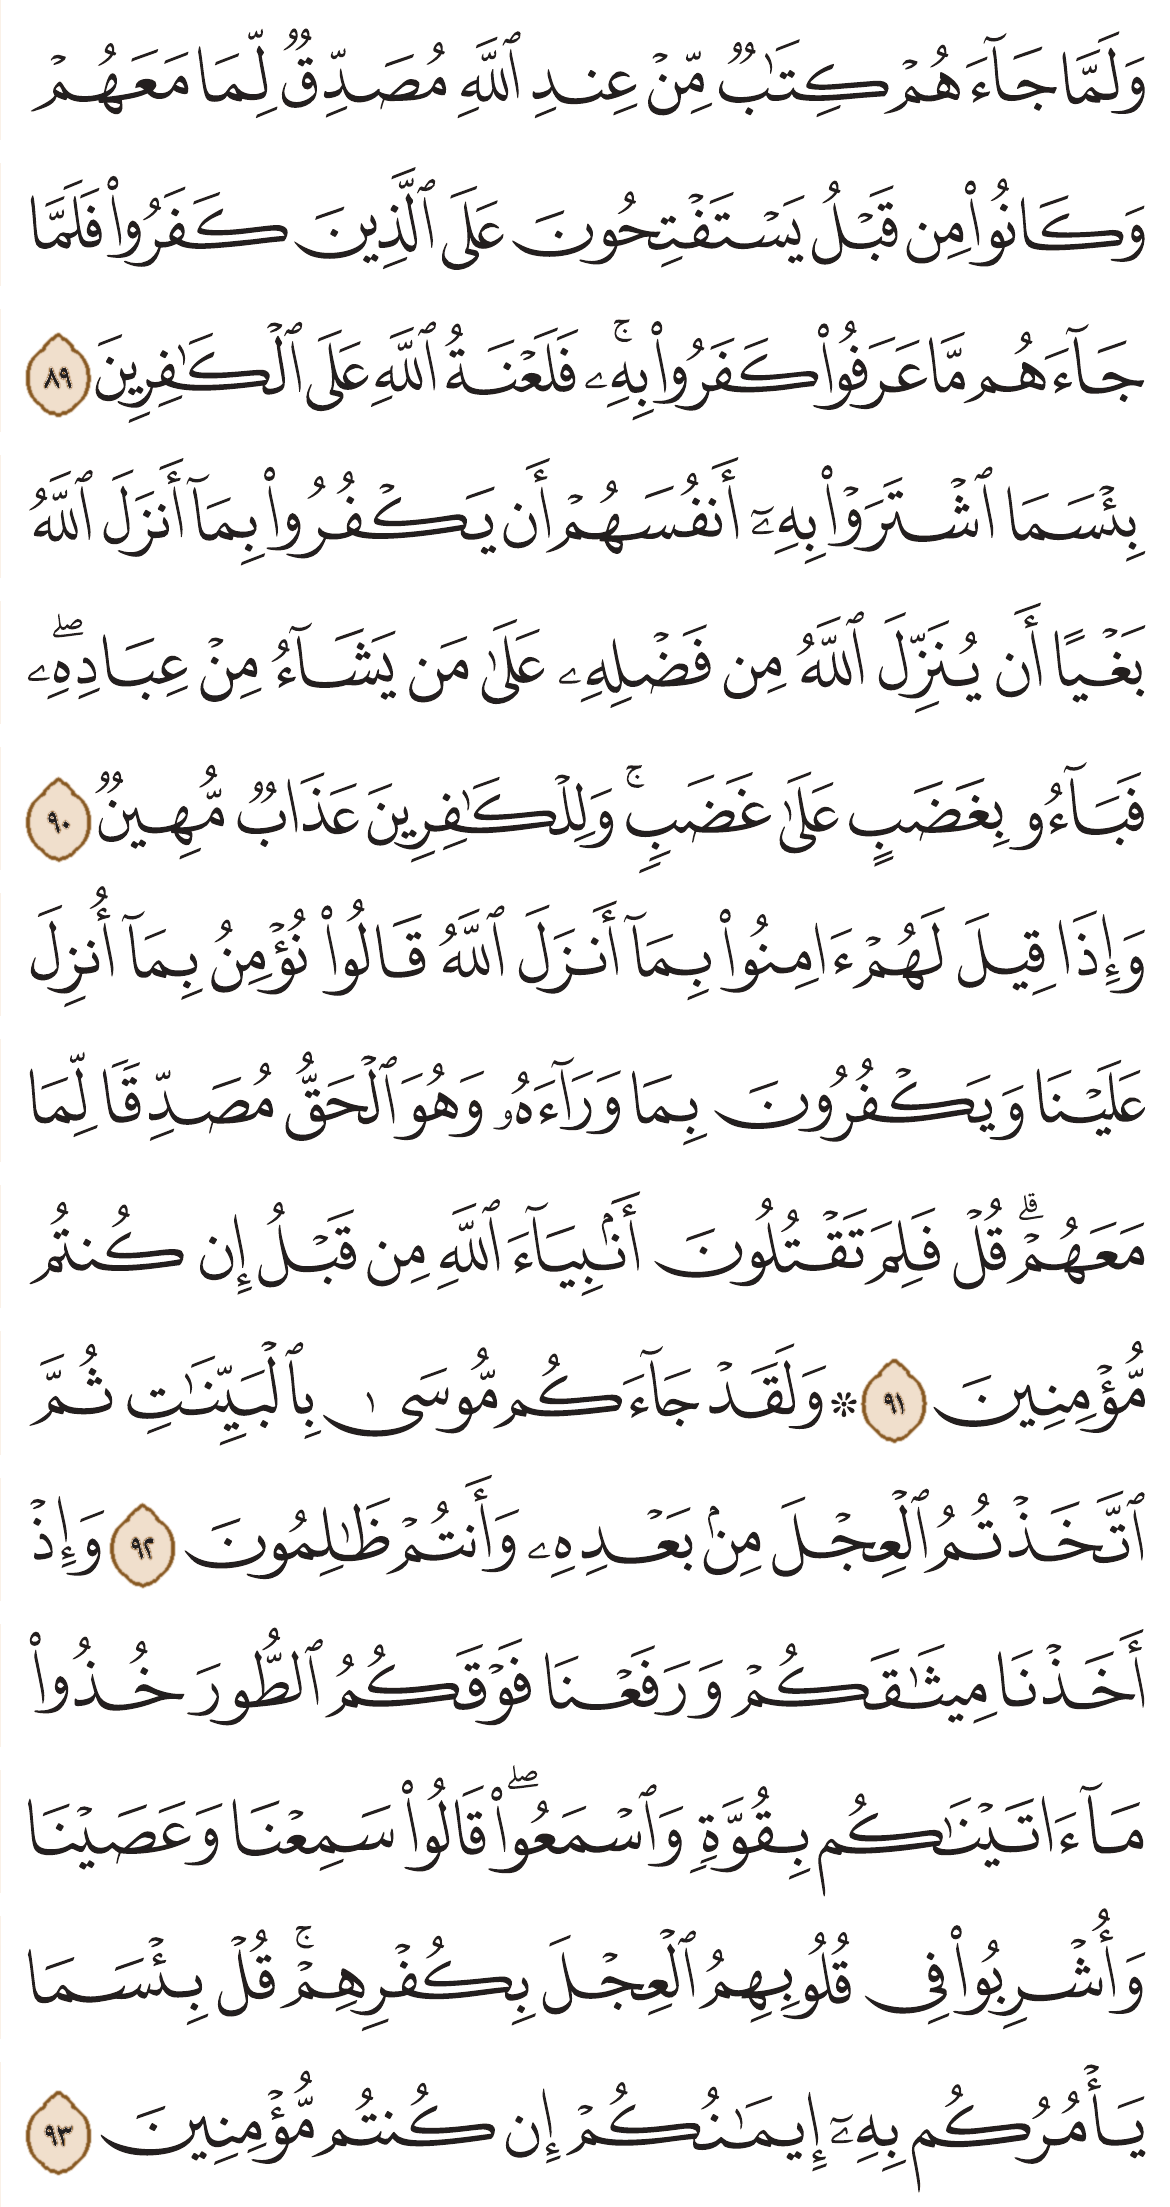 وَلَمَّا جَآءَهُمْ كِتَٰبٌ مِّنْ عِندِ ٱللَّهِ مُصَدِّقٌ لِّمَا مَعَهُمْ
وَكَانُوا۟ مِن قَبْلُ يَسْتَفْتِحُونَ عَلَى ٱلَّذِينَ كَفَرُوا۟ فَلَمَّا
جَآءَهُم مَّا عَرَفُوا۟ كَفَرُوا۟ بِهِۦۚ فَلَعْنَةُ ٱللَّهِ عَلَى ٱلْكَٰفِرِينَ ٨٩
بِئْسَمَا ٱشْتَرَوْا۟ بِهِۦٓ أَنفُسَهُمْ أَن يَكْفُرُوا۟ بِمَآ أَنزَلَ ٱللَّهُ
بَغْيًا أَن يُنَزِّلَ ٱللَّهُ مِن فَضْلِهِۦ عَلَىٰ مَن يَشَآءُ مِنْ عِبَادِهِۦۖ
فَبَآءُو بِغَضَبٍ عَلَىٰ غَضَبٍۚ وَلِلْكَٰفِرِينَ عَذَابٌ مُّهِينٌ ٩٠
وَإِذَا قِيلَ لَهُمْ ءَامِنُوا۟ بِمَآ أَنزَلَ ٱللَّهُ قَالُوا۟ نُؤْمِنُ بِمَآ أُنزِلَ
عَلَيْنَا وَيَكْفُرُونَ بِمَا وَرَآءَهُۥ وَهُوَ ٱلْحَقُّ مُصَدِّقًا لِّمَا
مَعَهُمْۗ قُلْ فَلِمَ تَقْتُلُونَ أَنۢبِيَآءَ ٱللَّهِ مِن قَبْلُ إِن كُنتُم
مُّؤْمِنِينَ ٩١ ۞ وَلَقَدْ جَآءَكُم مُّوسَىٰ بِٱلْبَيِّنَٰتِ ثُمَّ
ٱتَّخَذْتُمُ ٱلْعِجْلَ مِنۢ بَعْدِهِۦ وَأَنتُمْ ظَٰلِمُونَ ٩٢ وَإِذْ
أَخَذْنَا مِيثَٰقَكُمْ وَرَفَعْنَا فَوْقَكُمُ ٱلطُّورَ خُذُوا۟
مَآ ءَاتَيْنَٰكُم بِقُوَّةٍ وَٱسْمَعُوا۟ۖ قَالُوا۟ سَمِعْنَا وَعَصَيْنَا
وَأُشْرِبُوا۟ فِى قُلُوبِهِمُ ٱلْعِجْلَ بِكُفْرِهِمْۚ قُلْ بِئْسَمَا
يَأْمُرُكُم بِهِۦٓ إِيمَٰنُكُمْ إِن كُنتُم مُّؤْمِنِينَ ٩٣